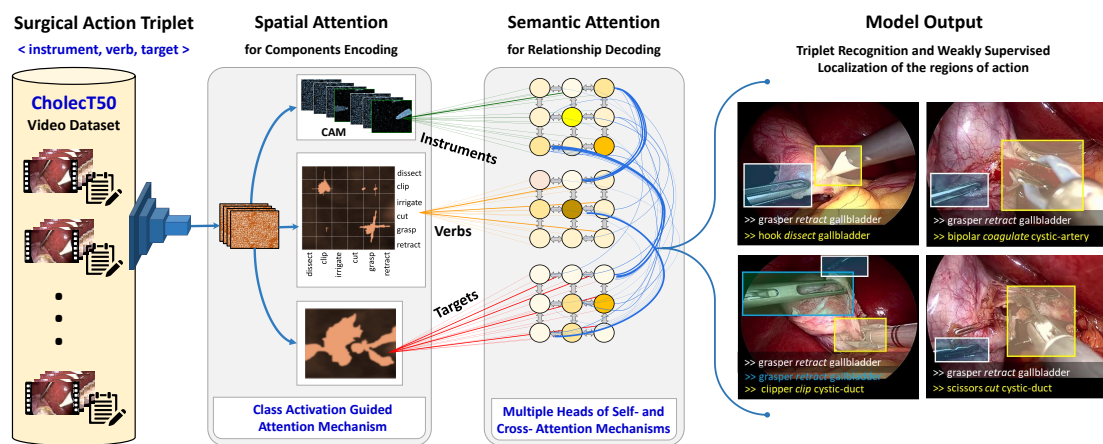 Surgical Action Triplet
< instrument, verb, target >
CholecT50
Video Dataset
Spatial Attention
for Components Encoding
CAM
dissect
clip
irrigate
cut
grasp
retract
dissect
clip
irrigate
cut
grasp
retract
Class Activation Guided
Attention Mechanism
Instruments
Verbs
Targets
Semantic Attention
for Relationship Decoding
Multiple Heads of Self- and
Cross- Attention Mechanisms
Model Output
Triplet Recognition and Weakly Supervised
Localization of the regions of action
>> grasper retract gallbladder
>> hook dissect gallbladder
>> grasper retract gallbladder
>> bipolar coagulate cystic-artery
>> grasper retract gallbladder
>> grasper retract gallbladder
>> clipper clip cystic-duct
>> grasper retract gallbladder
>> scissors cut cystic-duct